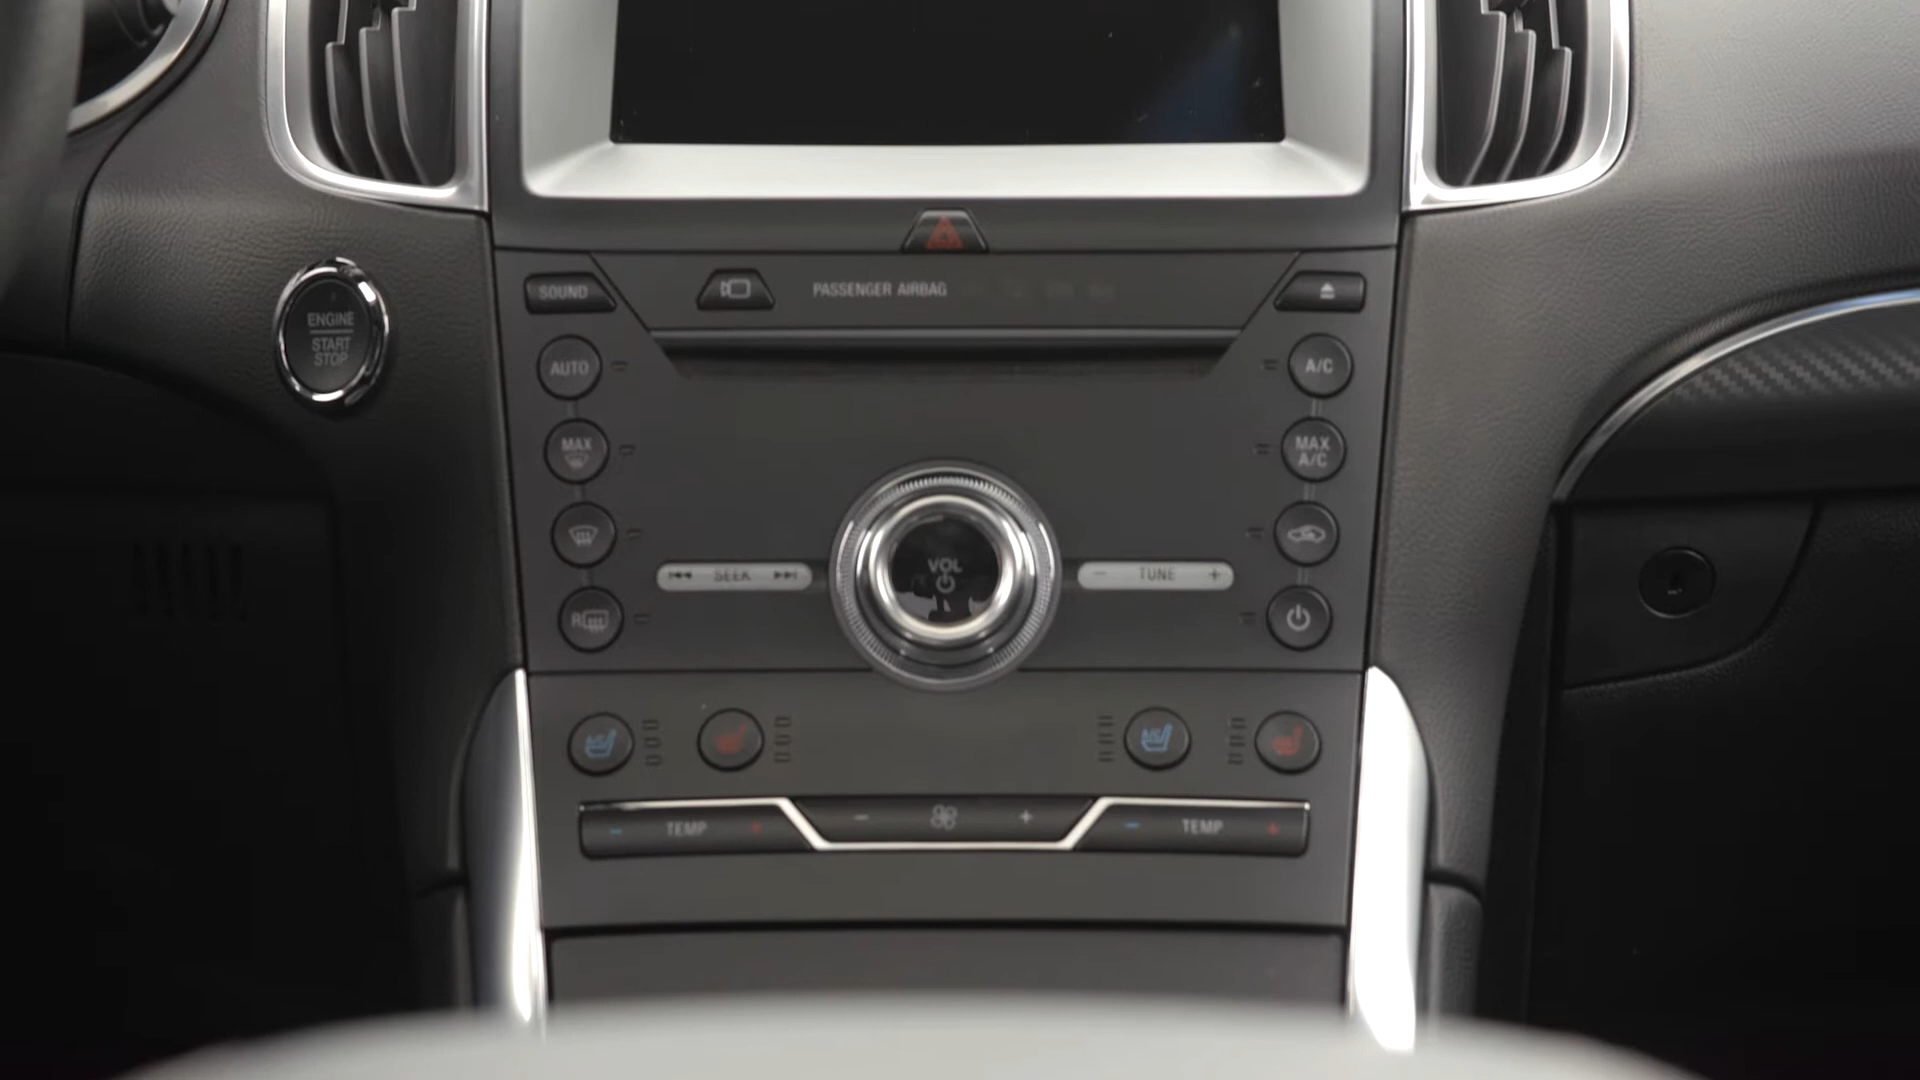 SOUND
PASSENGER AIRBAG
ENGINE
START
STOP
AUTO
A/C
MAX
MAX
A/C
SEEK
VOL
TUNE
R
TEMP
TEMP